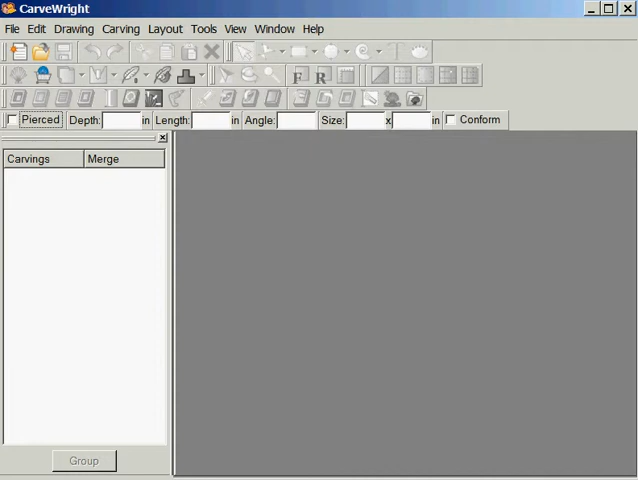 CarveWright
File Edit Drawing Carving Layout Tools View Window Help
T
F R
Pierced Depth: in Length: in Angle: Size: x in Conform
Carvings Merge
Group